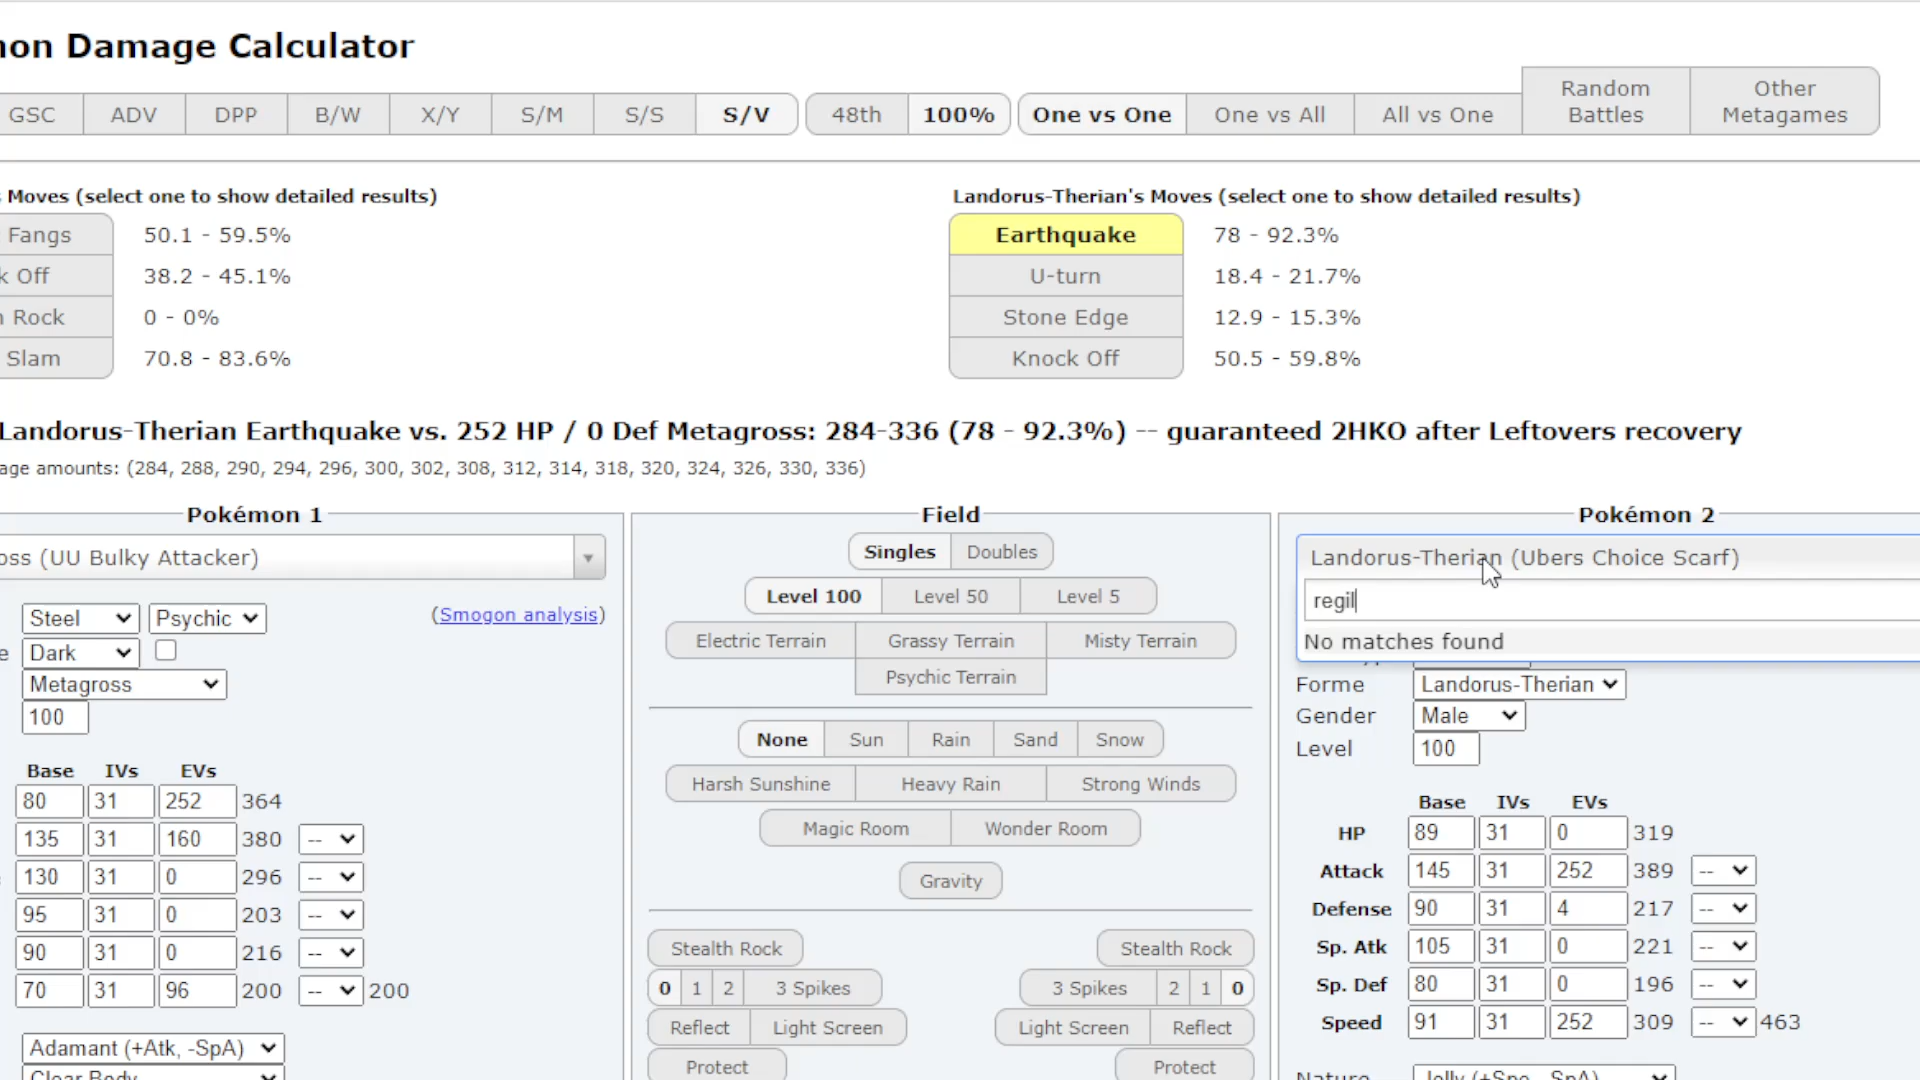 non Damage Calculator
GSC ADV DPP B/W X/Y S/M S/S S/V 48th 100% One vs One One vs All All vs One Random Battles Other Metagames
Moves (select one to show detailed results)
Fangs 50.1 - 59.5%
k Off 38.2 - 45.1%
Rock 0 - 0%
Slam 70.8 - 83.6%
Landorus-Therian's Moves (select one to show detailed results)
Earthquake 78 - 92.3%
U-turn 18.4 - 21.7%
Stone Edge 12.9 - 15.3%
Knock Off 50.5 - 59.8%
Landorus-Therian Earthquake vs. 252 HP / 0 Def Metagross: 284-336 (78 - 92.3%) -- guaranteed 2HKO after Leftovers recovery
age amounts: (284, 288, 290, 294, 296, 300, 302, 308, 312, 314, 318, 320, 324, 326, 330, 336)
Pokémon 1
oss (UU Bulky Attacker)
Steel Psychic (Smogon analysis)
e Dark
Metagross
100
Base IVs EVs
80 31 252 364
135 31 160 380 --
130 31 0 296 --
95 31 0 203 --
90 31 0 216 --
70 31 96 200 -- 200
Adamant (+Atk, -SpA)
Clear Body
Field
Singles Doubles
Level 100 Level 50 Level 5
Electric Terrain Grassy Terrain Misty Terrain
Psychic Terrain
None Sun Rain Sand Snow
Harsh Sunshine Heavy Rain Strong Winds
Magic Room Wonder Room
Gravity
Stealth Rock Stealth Rock
0 1 2 3 Spikes 3 Spikes 2 1 0
Reflect Light Screen Light Screen Reflect
Protect Protect
Pokémon 2
Landorus-Therian (Ubers Choice Scarf)
regil
No matches found
Forme Landorus-Therian
Gender Male
Level 100
Base IVs EVs
HP 89 31 0 319
Attack 145 31 252 389 --
Defense 90 31 4 217 --
Sp. Atk 105 31 0 221 --
Sp. Def 80 31 0 196 --
Speed 91 31 252 309 -- 463
Nature Jolly (+Spe, -SpA)